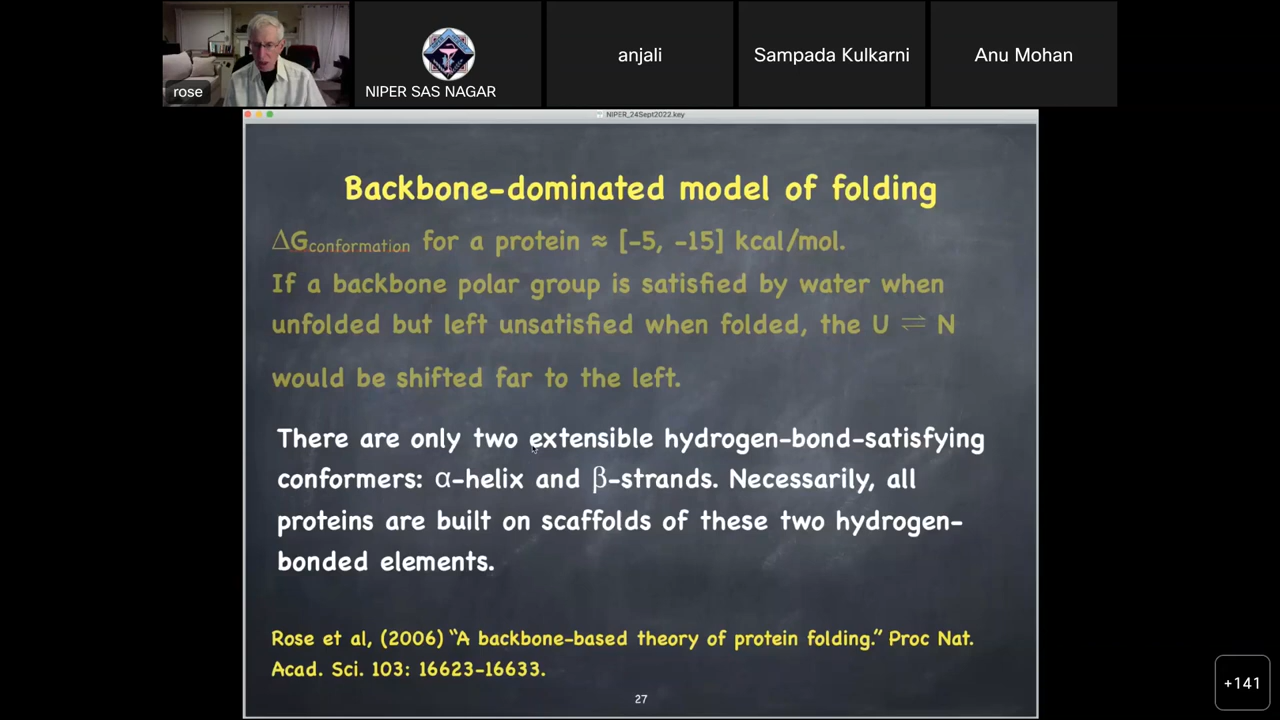 rose
NIPER SAS NAGAR
anjali
Sampada Kulkarni
Anu Mohan
NIPER_24Sept2022.key
Backbone-dominated model of folding
ΔGconformation for a protein ≈ [-5, -15] kcal/mol.
If a backbone polar group is satisfied by water when
unfolded but left unsatisfied when folded, the U ⇌ N
would be shifted far to the left.
There are only two extensible hydrogen-bond-satisfying
conformers: α-helix and β-strands. Necessarily, all
proteins are built on scaffolds of these two hydrogen-
bonded elements.
Rose et al, (2006) “A backbone-based theory of protein folding.” Proc Nat.
Acad. Sci. 103: 16623-16633.
27
+141